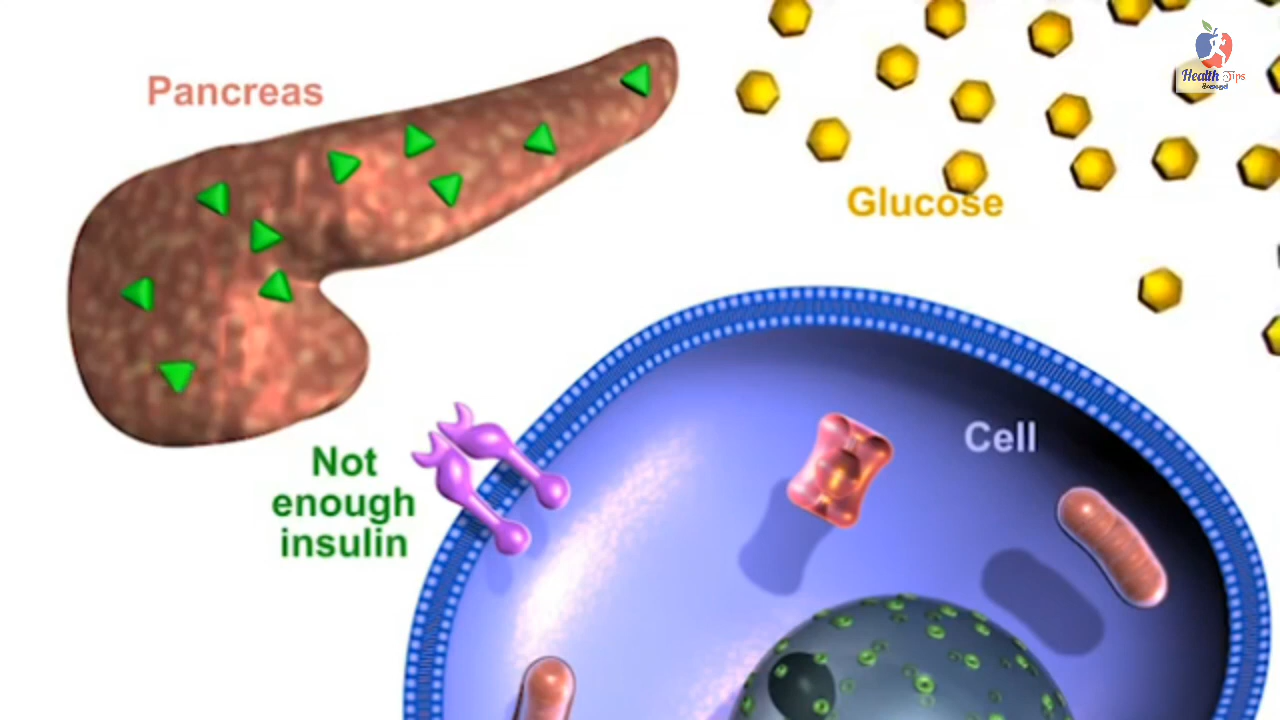 Pancreas
Health Tips
Glucose
Cell
Not
enough
insulin